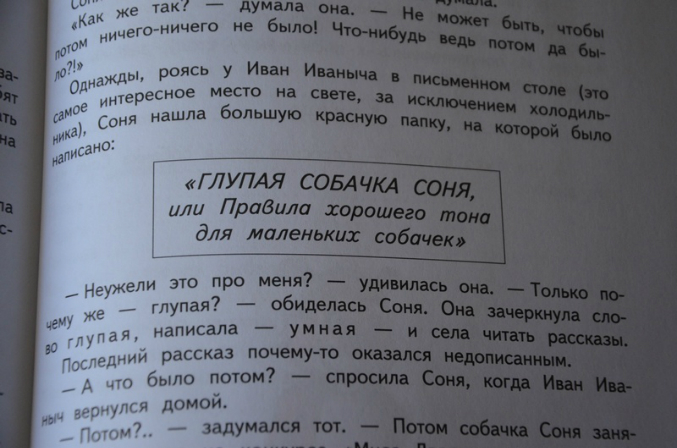 «Как же так? — думала она. — Не может быть, чтобы
потом ничего-ничего не было! Что-нибудь ведь потом да бы-
ло?!»
Однажды, роясь у Иван Иваныча в письменном столе (это
самое интересное место на свете, за исключением холодиль-
ника), Соня нашла большую красную папку, на которой было
написано:
«ГЛУПАЯ СОБАЧКА СОНЯ,
или Правила хорошего тона
для маленьких собачек»
— Неужели это про меня? — удивилась она. — Только по-
чему же — глупая? — обиделась Соня. Она зачеркнула сло-
во глупая, написала — умная — и села читать рассказы.
Последний рассказ почему-то оказался недописанным.
— А что было потом? — спросила Соня, когда Иван Ива-
ныч вернулся домой.
— Потом?.. — задумался тот. — Потом собачка Соня заня-